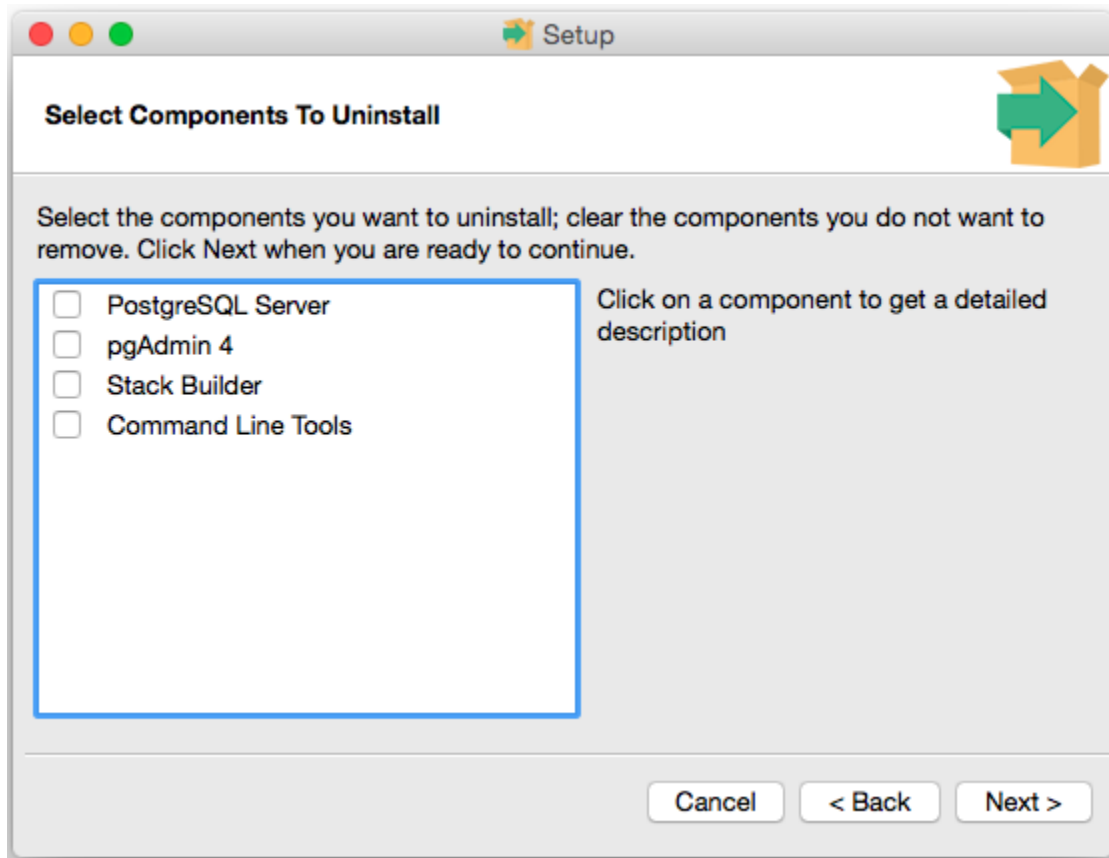 Setup
Select Components To Uninstall
Select the components you want to uninstall; clear the components you do not want to
remove. Click Next when you are ready to continue.
PostgreSQL Server
pgAdmin 4
Stack Builder
Command Line Tools
Click on a component to get a detailed
description
Cancel
< Back
Next >